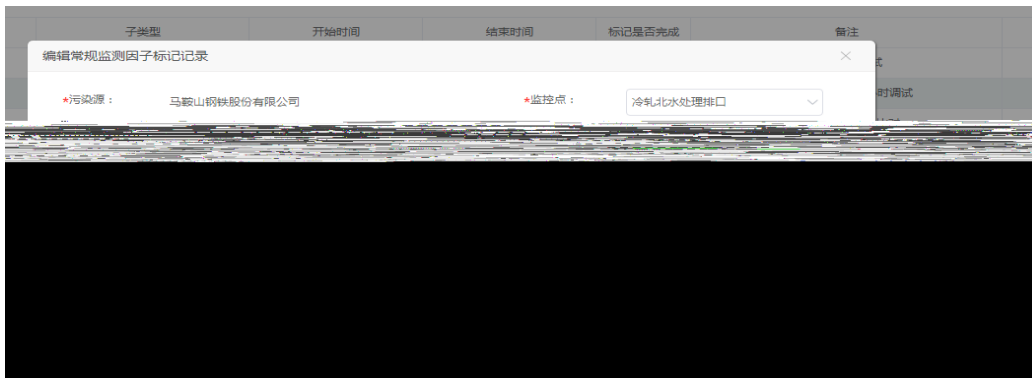 子类型 开始时间 结束时间 标记是否完成 备注
编辑常规监测因子标记记录
试
*污染源： 马鞍山钢铁股份有限公司 *监控点： 冷轧北水处理排口
时调试